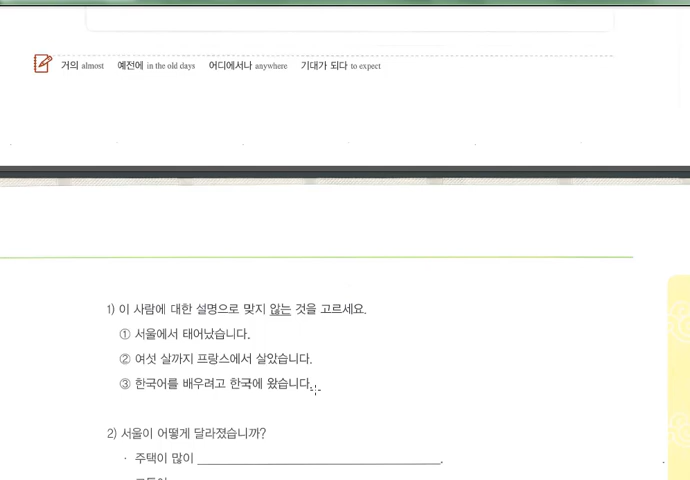 거의 almost 예전에 in the old days 어디에서나 anywhere 기대가 되다 to expect
1) 이 사람에 대한 설명으로 맞지 않는 것을 고르세요.
① 서울에서 태어났습니다.
② 여섯 살까지 프랑스에서 살았습니다.
③ 한국어를 배우려고 한국에 왔습니다.
2) 서울이 어떻게 달라졌습니까?
· 주택이 많이 ______________________________.